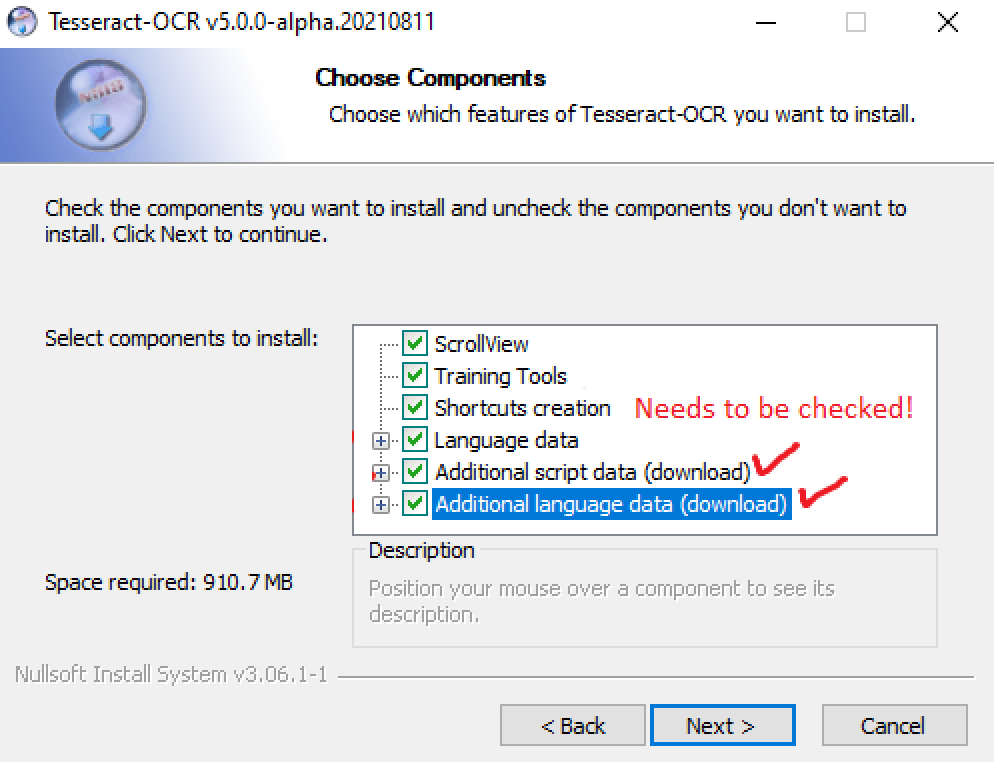 Tesseract-OCR v5.0.0-alpha.20210811
Choose Components
Choose which features of Tesseract-OCR you want to install.
Check the components you want to install and uncheck the components you don't want to
install. Click Next to continue.
Select components to install:
ScrollView
Training Tools
Shortcuts creation
Needs to be checked!
Language data
Additional script data (download)
Additional language data (download)
Space required: 910.7 MB
Description
Position your mouse over a component to see its
description.
Nullsoft Install System v3.06.1-1
< Back
Next >
Cancel